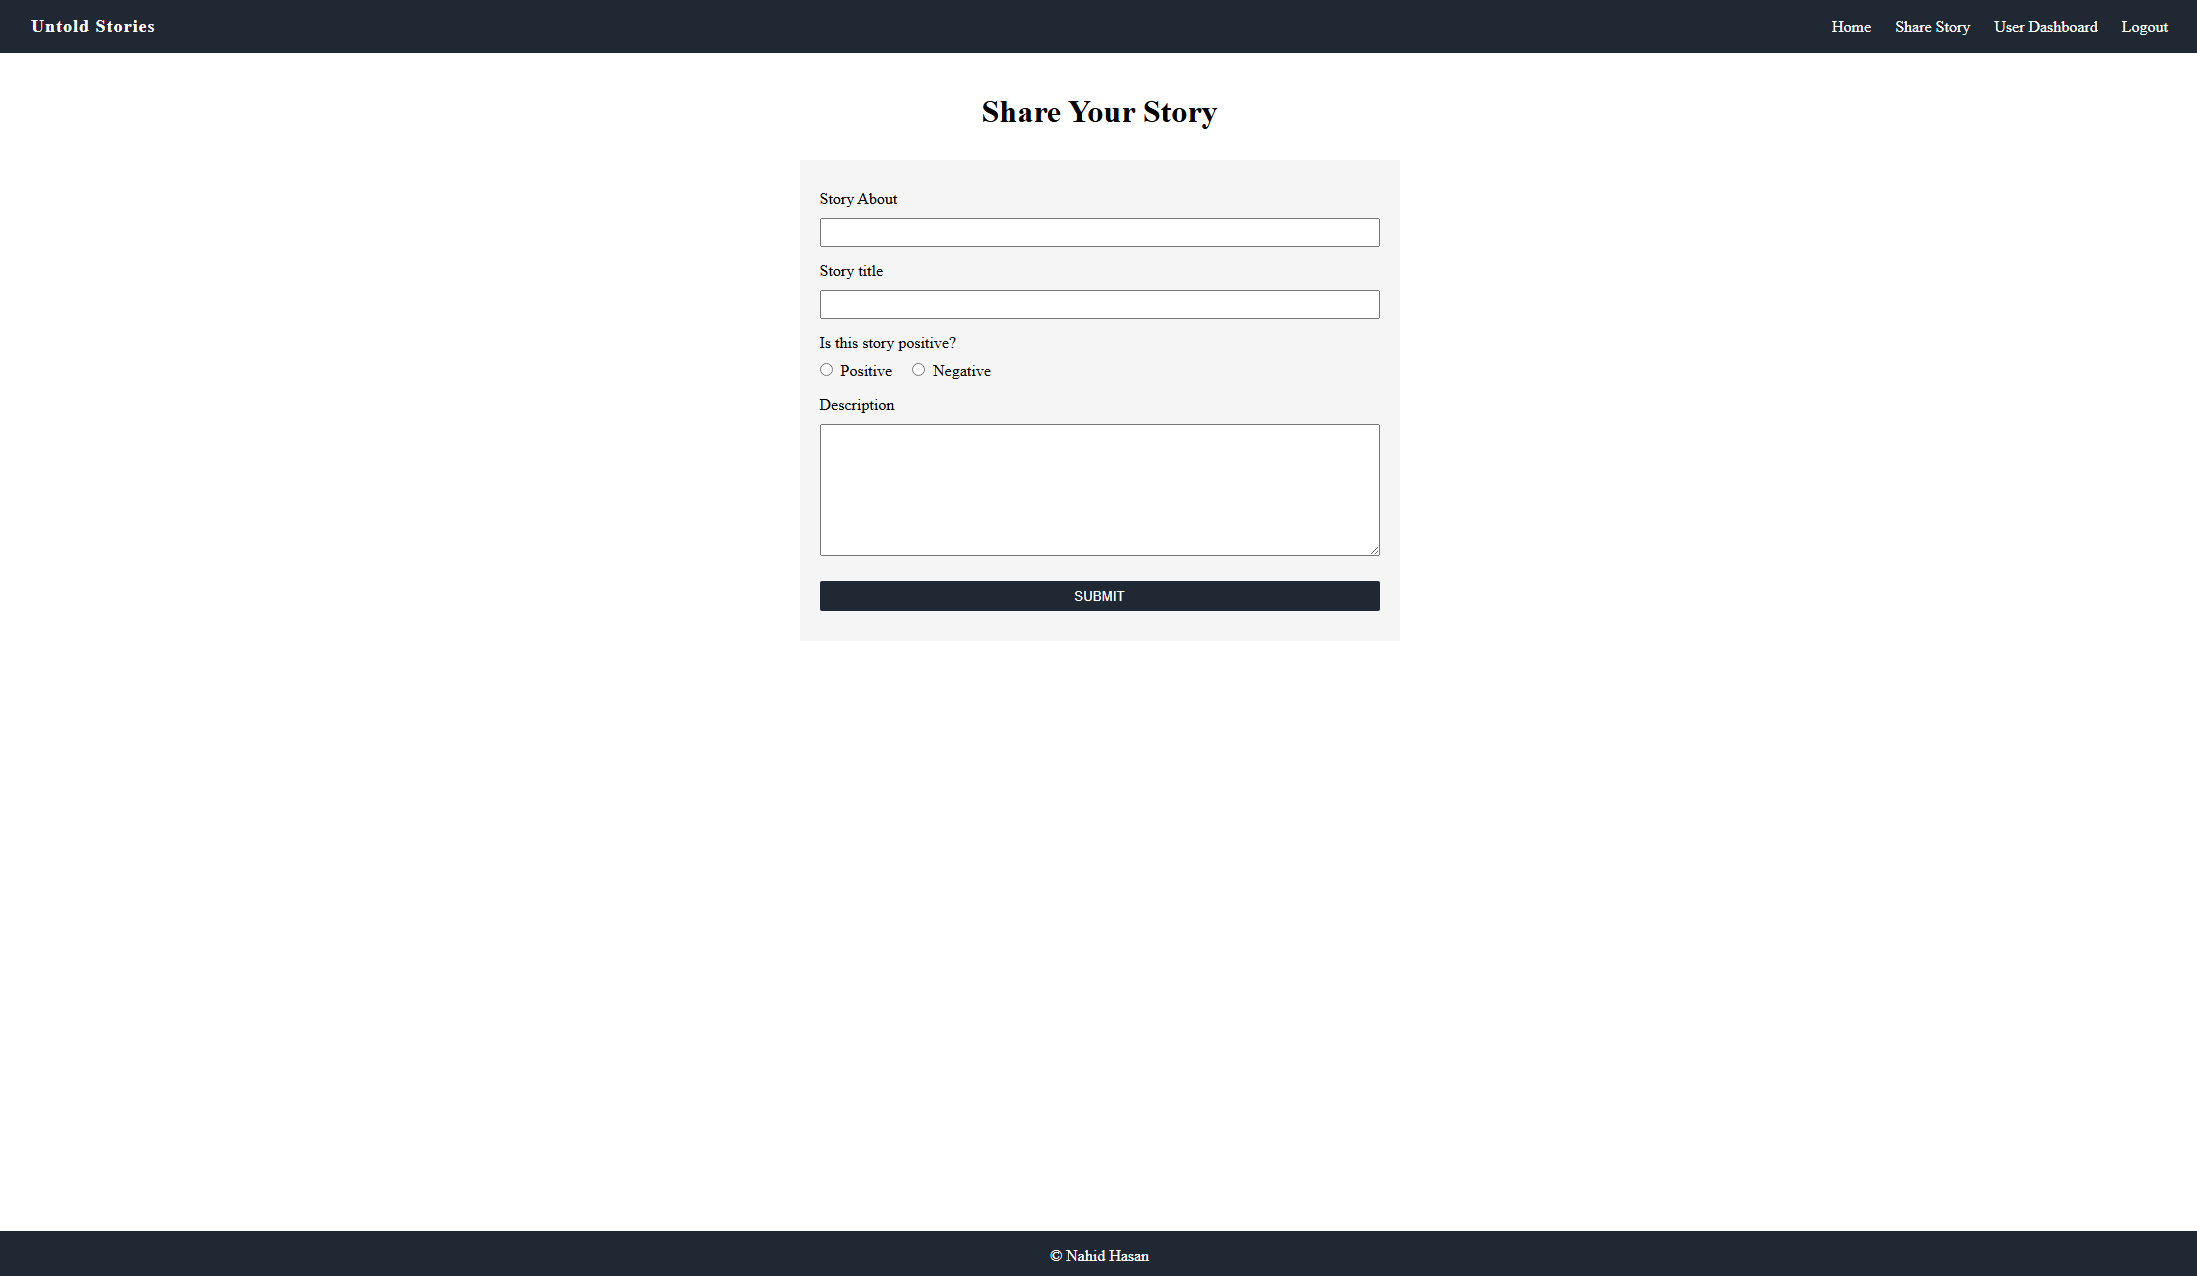 Untold Stories
Home Share Story User Dashboard Logout
Share Your Story
Story About
Story title
Is this story positive?
Positive Negative
Description
SUBMIT
© Nahid Hasan